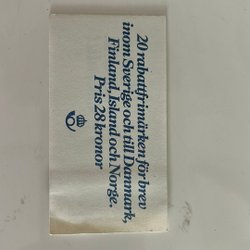 20 rabattfrimärken för brev
inom Sverige och till Danmark,
Finland, Island och Norge.
Pris 28 kronor